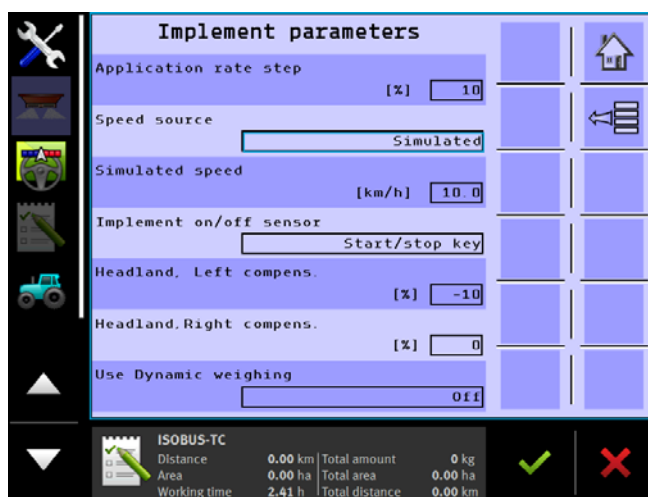 Implement parameters
Application rate step
[%] 10
Speed source
Simulated
Simulated speed
[km/h] 10.0
Implement on/off sensor
Start/stop key
Headland, Left compens.
[%] -10
Headland,Right compens.
[%] 0
Use Dynamic weighing
Off
ISOBUS-TC
Distance 0.00 km Total amount 0 kg
Area 0.00 ha Total area 0.00 ha
Working time 2.41 h Total distance 0.00 km